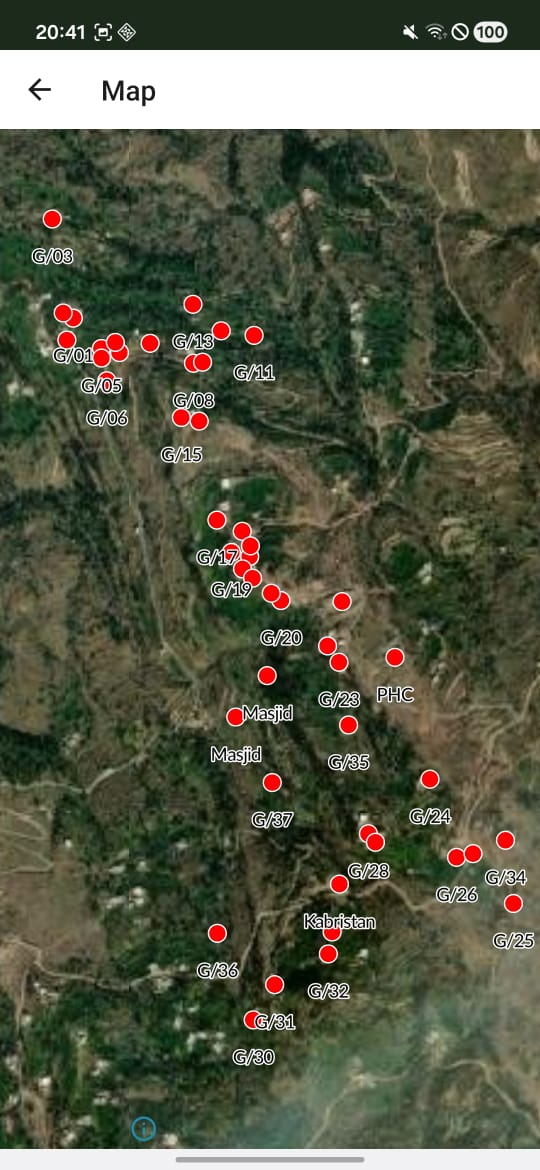 20:41
100
Map
G/03
G/13
G/01
G/11
G/05
G/08
G/06
G/15
G/17
G/19
G/20
G/23
PHC
Masjid
Masjid
G/35
G/37
G/24
G/28
G/34
G/26
Kabristan
G/25
G/36
G/32
G/31
G/30